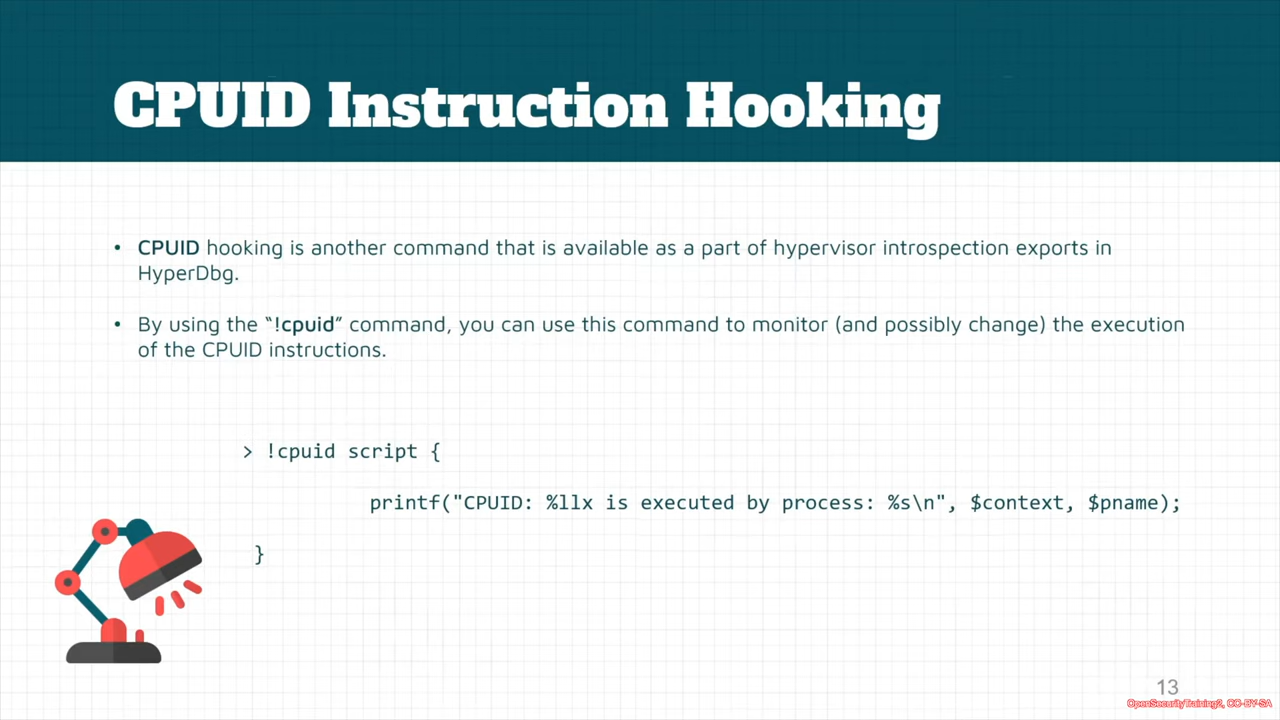 CPUID Instruction Hooking
• CPUID hooking is another command that is available as a part of hypervisor introspection exports in
HyperDbg.
• By using the “!cpuid” command, you can use this command to monitor (and possibly change) the execution
of the CPUID instructions.
> !cpuid script {
printf("CPUID: %llx is executed by process: %s\n", $context, $pname);
}
13
OpenSecurityTraining2, CC-BY-SA